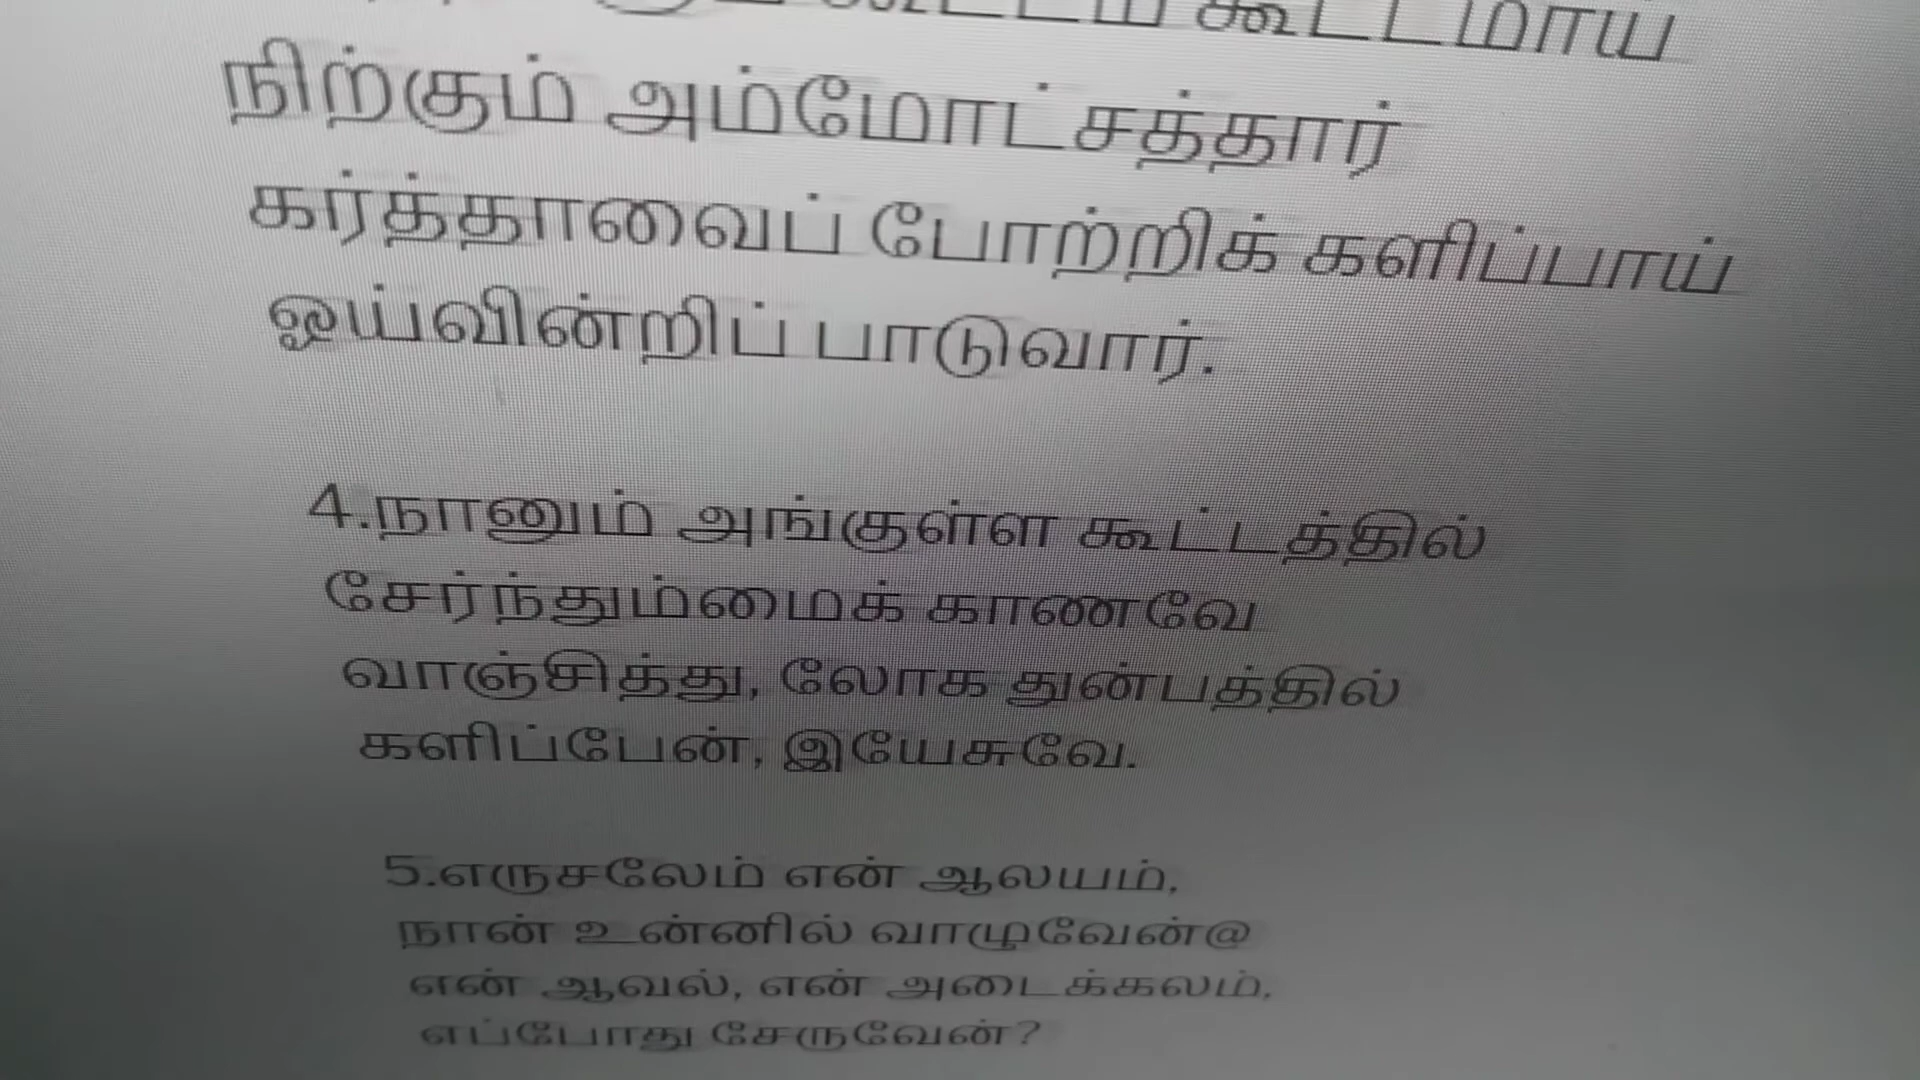 கூட்டமாய்
நிற்கும் அம்மோட்சத்தார்
கர்த்தாவைப் போற்றிக் களிப்பாய்
ஓய்வின்றிப் பாடுவார்.
4.நானும் அங்குள்ள கூட்டத்தில்
சேர்ந்தும்மைக் காணவே
வாஞ்சித்து, லோக துன்பத்தில்
களிப்பேன், இயேசுவே.
5.எருசலேம் என் ஆலயம்,
நான் உன்னில் வாழுவேன்@
என் ஆவல், என் அடைக்கலம்,
எப்போது சேருவேன்?